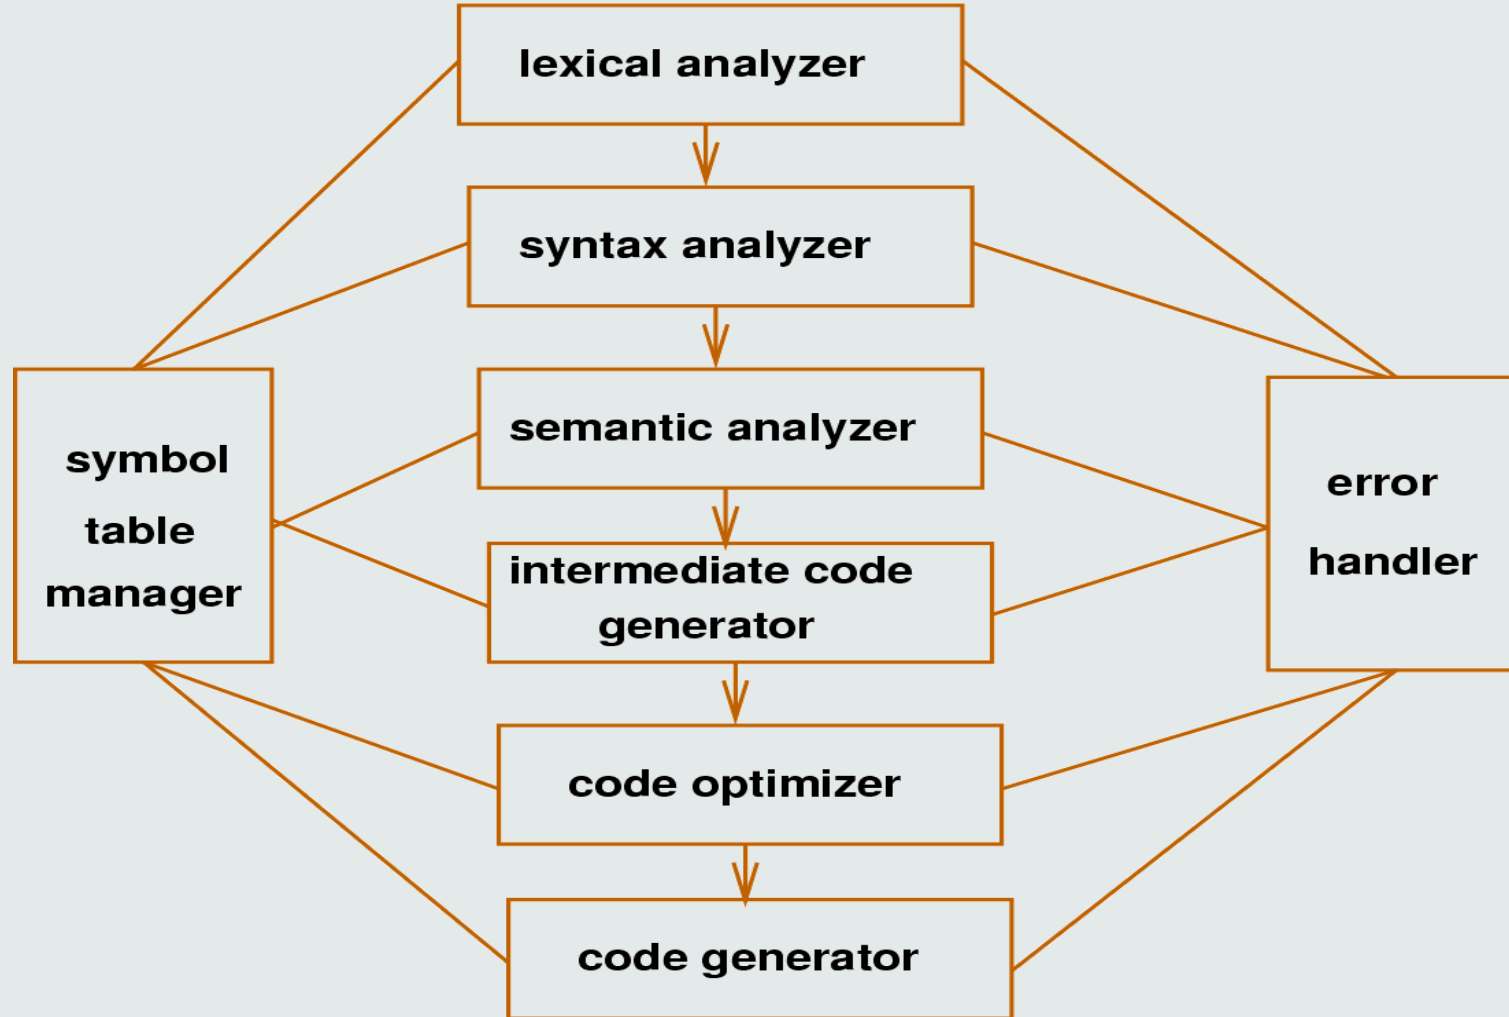 lexical analyzer
syntax analyzer
semantic analyzer
symbol
table
manager
error
handler
intermediate code
generator
code optimizer
code generator